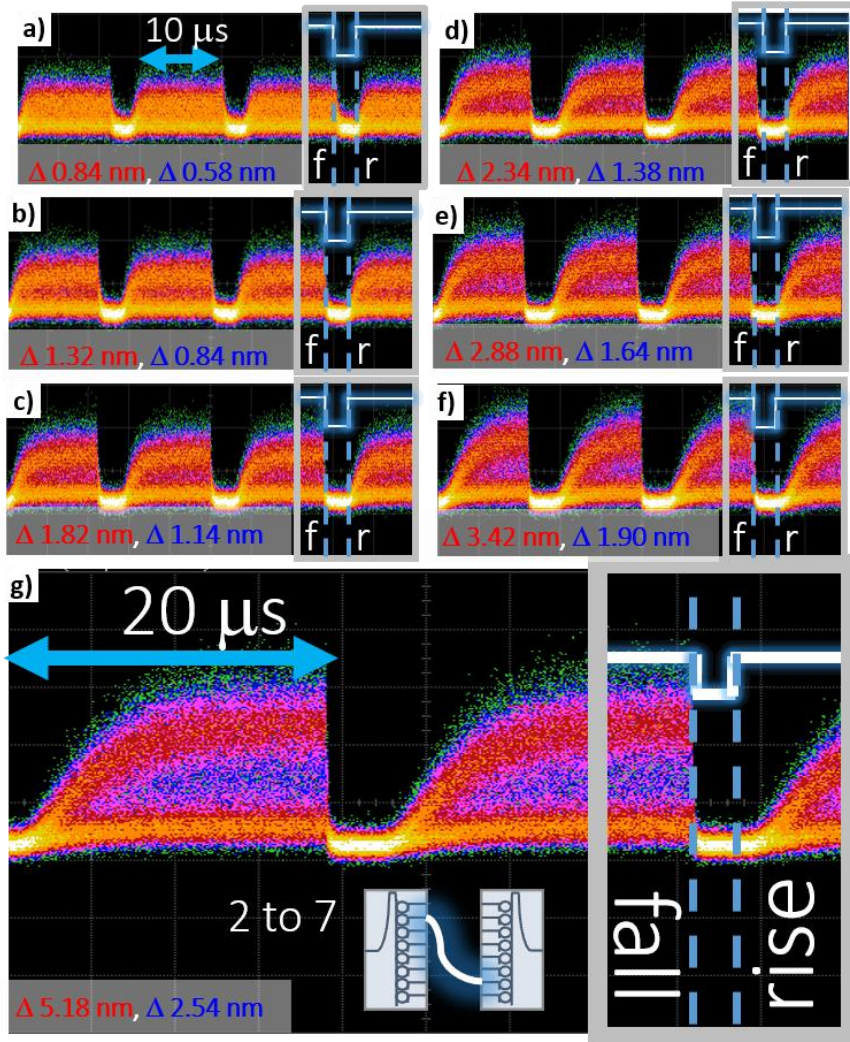 a)
10 μs
f r
Δ 0.84 nm, Δ 0.58 nm
b)
f r
Δ 1.32 nm, Δ 0.84 nm
c)
f r
Δ 1.82 nm, Δ 1.14 nm
d)
f r
Δ 2.34 nm, Δ 1.38 nm
e)
f r
Δ 2.88 nm, Δ 1.64 nm
f)
f r
Δ 3.42 nm, Δ 1.90 nm
g)
20 μs
2 to 7
fall
rise
Δ 5.18 nm, Δ 2.54 nm